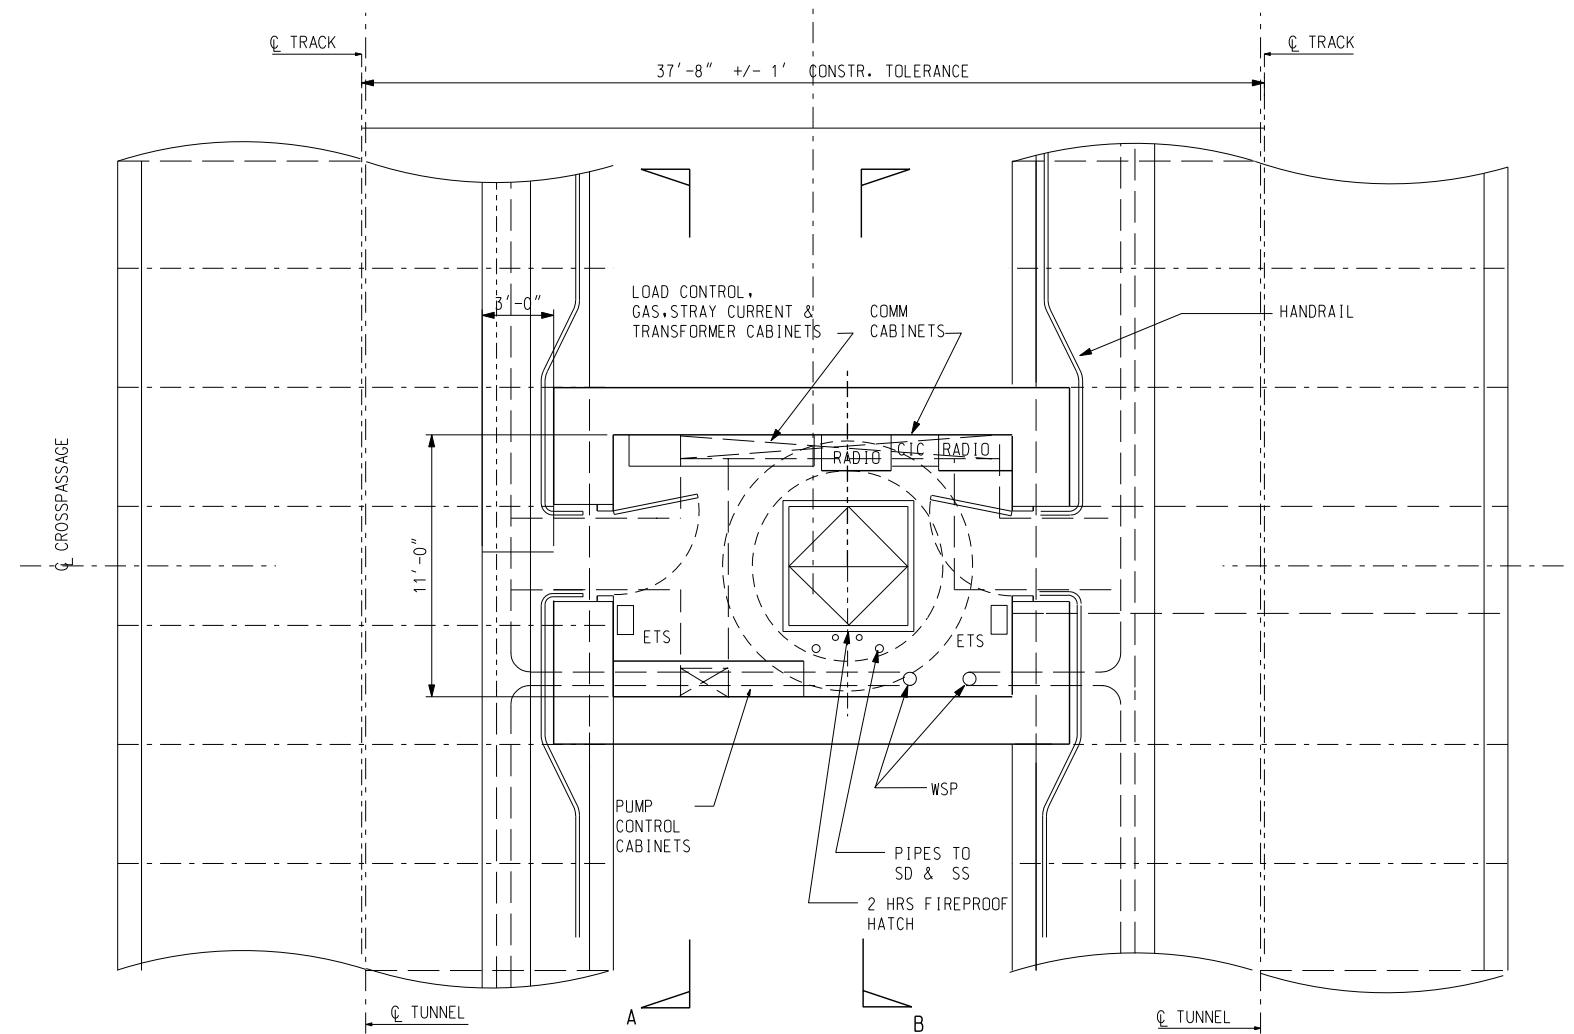 ℄ TRACK
℄ TRACK
37'-8" +/- 1' CONSTR. TOLERANCE
LOAD CONTROL,
GAS,STRAY CURRENT &
TRANSFORMER CABINETS
3'-0"
COMM
CABINETS
HANDRAIL
℄ CROSSPASSAGE
11'-0"
RADIO
CIC
RADIO
ETS
ETS
WSP
PUMP
CONTROL
CABINETS
PIPES TO
SD & SS
2 HRS FIREPROOF
HATCH
℄ TUNNEL
A
B
℄ TUNNEL